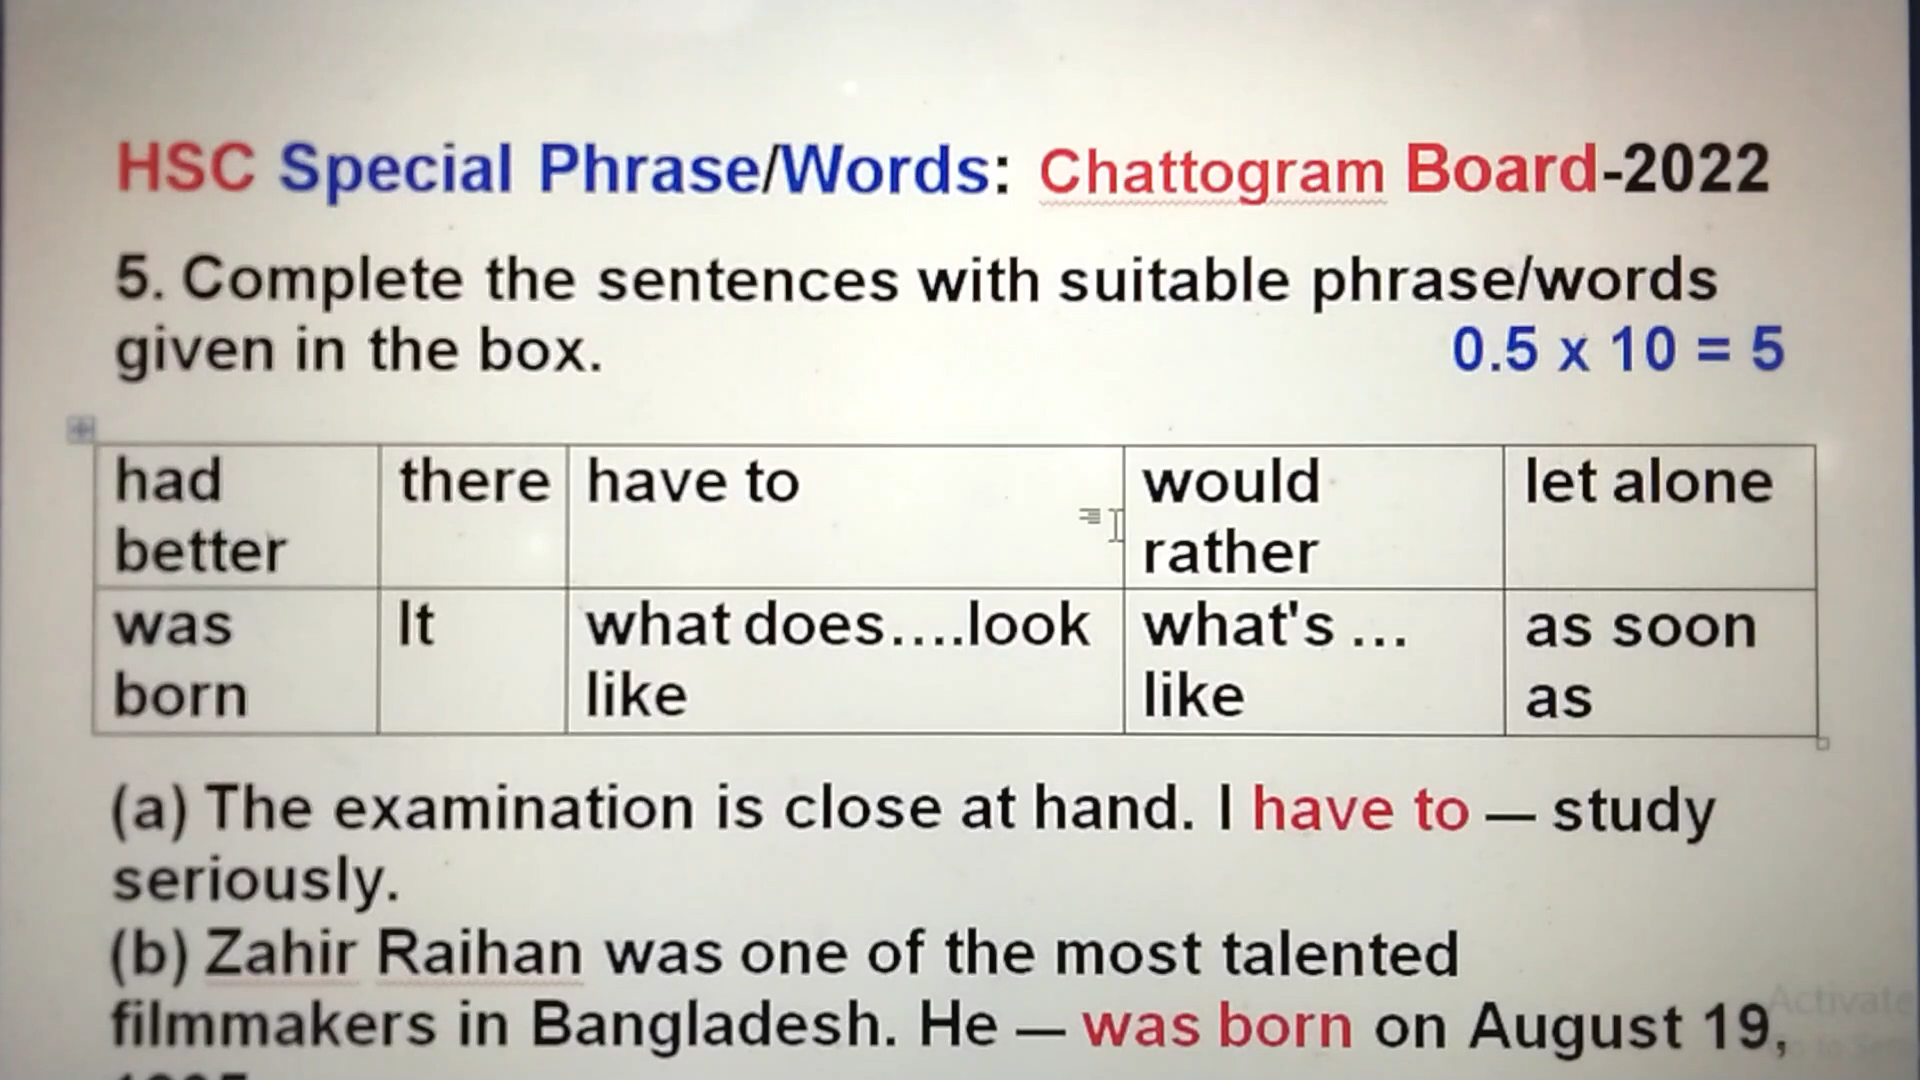 HSC Special Phrase/Words: Chattogram Board-2022
5. Complete the sentences with suitable phrase/words
given in the box. 0.5 x 10 = 5
had better there have to would rather let alone
was born It what does....look like what's ... like as soon as
(a) The examination is close at hand. I have to — study
seriously.
(b) Zahir Raihan was one of the most talented
filmmakers in Bangladesh. He — was born on August 19,
Activate